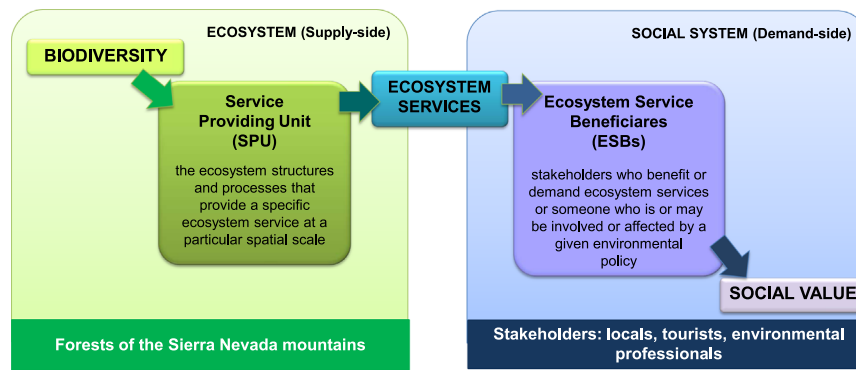 ECOSYSTEM (Supply-side)
BIODIVERSITY
Service
Providing Unit
(SPU)
the ecosystem structures
and processes that
provide a specific
ecosystem service at a
particular spatial scale
Forests of the Sierra Nevada mountains
ECOSYSTEM
SERVICES
SOCIAL SYSTEM (Demand-side)
Ecosystem Service
Beneficiares
(ESBs)
stakeholders who benefit or
demand ecosystem services
or someone who is or may
be involved or affected by a
given environmental
policy
SOCIAL VALUE
Stakeholders: locals, tourists, environmental
professionals